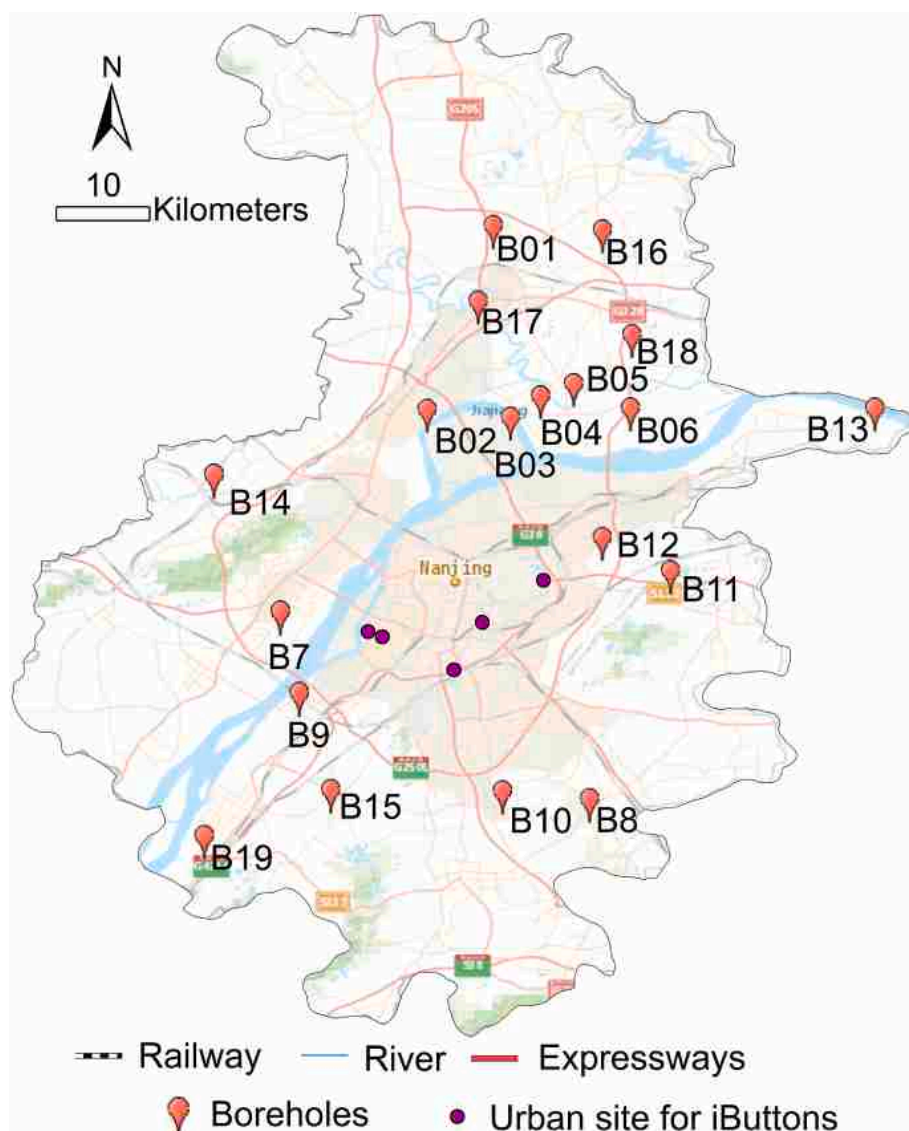 N
10
Kilometers
B01
B16
B17
B18
B05
B02
B04
B06
B13
B03
B14
B12
Nanjing
B11
B7
B9
B15
B10
B8
B19
Railway
River
Expressways
Boreholes
Urban site for iButtons